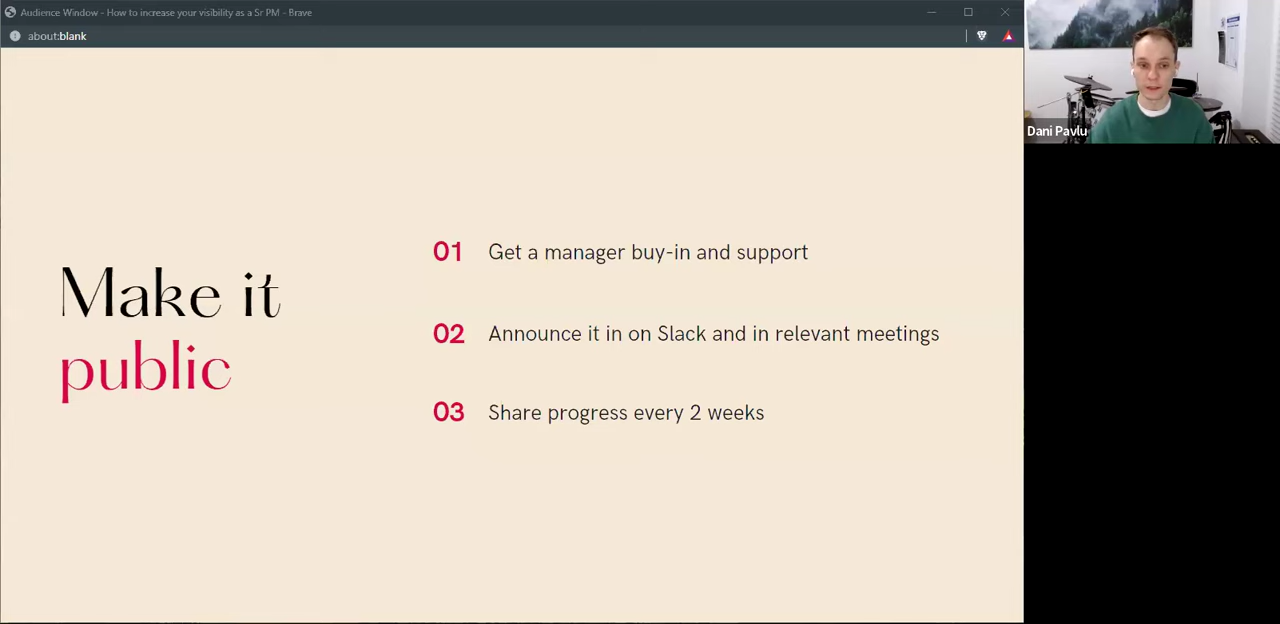 Audience Window - How to increase your visibility as a Sr PM - Brave
about:blank
Dani Pavlu
Make it
public
01 Get a manager buy-in and support
02 Announce it in on Slack and in relevant meetings
03 Share progress every 2 weeks